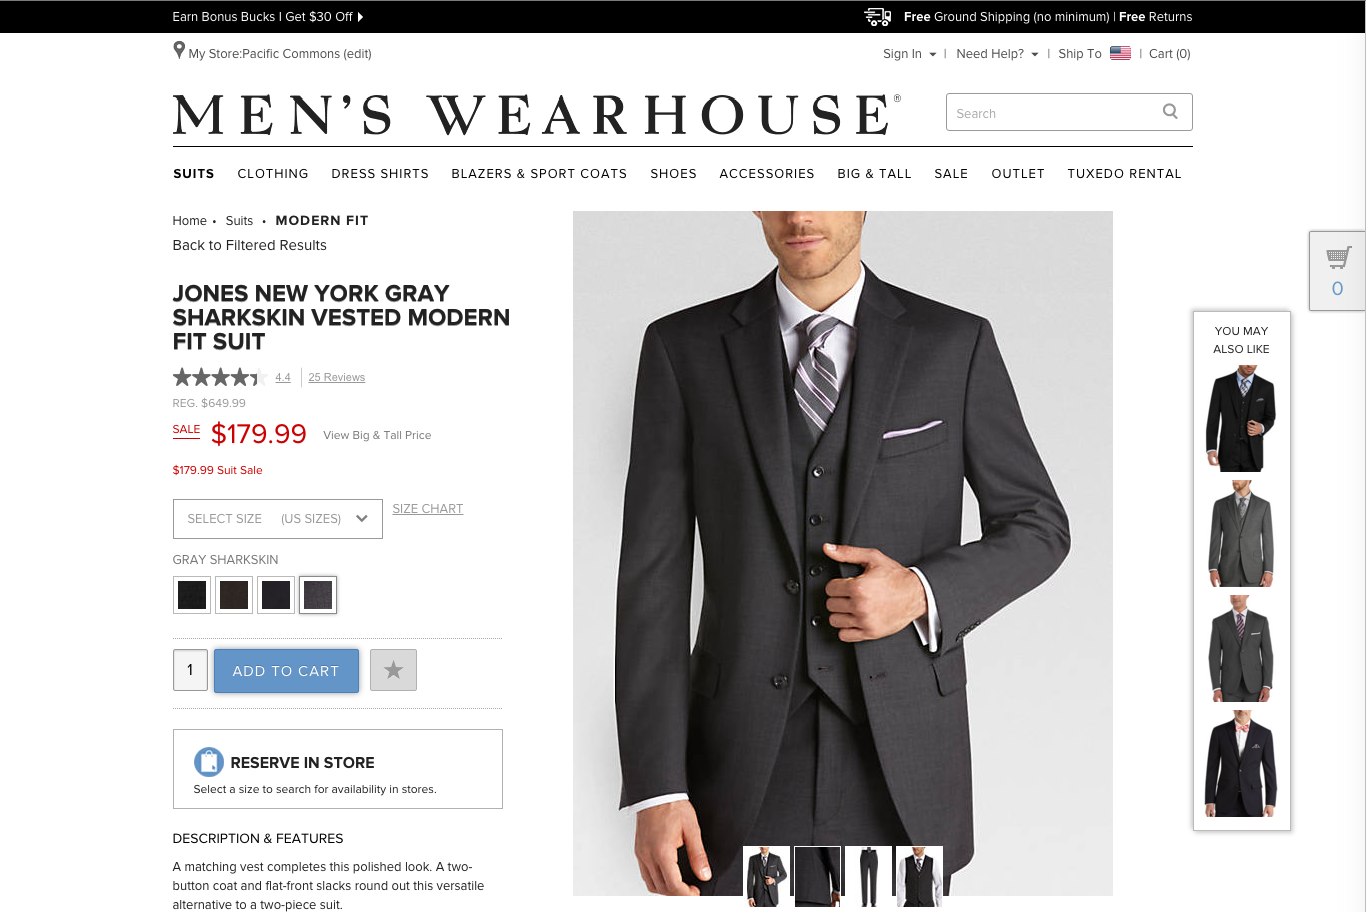 Earn Bonus Bucks I Get $30 Off
Free Ground Shipping (no minimum) | Free Returns
My Store:Pacific Commons (edit)
Sign In | Need Help? | Ship To | Cart (0)
MEN'S WEARHOUSE®
Search
SUITS CLOTHING DRESS SHIRTS BLAZERS & SPORT COATS SHOES ACCESSORIES BIG & TALL SALE OUTLET TUXEDO RENTAL
Home • Suits • MODERN FIT
Back to Filtered Results
0
JONES NEW YORK GRAY
SHARKSKIN VESTED MODERN
FIT SUIT
4.4 25 Reviews
REG. $649.99
SALE $179.99 View Big & Tall Price
$179.99 Suit Sale
SELECT SIZE (US SIZES)
SIZE CHART
GRAY SHARKSKIN
1
ADD TO CART
RESERVE IN STORE
Select a size to search for availability in stores.
DESCRIPTION & FEATURES
A matching vest completes this polished look. A two-
button coat and flat-front slacks round out this versatile
alternative to a two-piece suit.
YOU MAY
ALSO LIKE